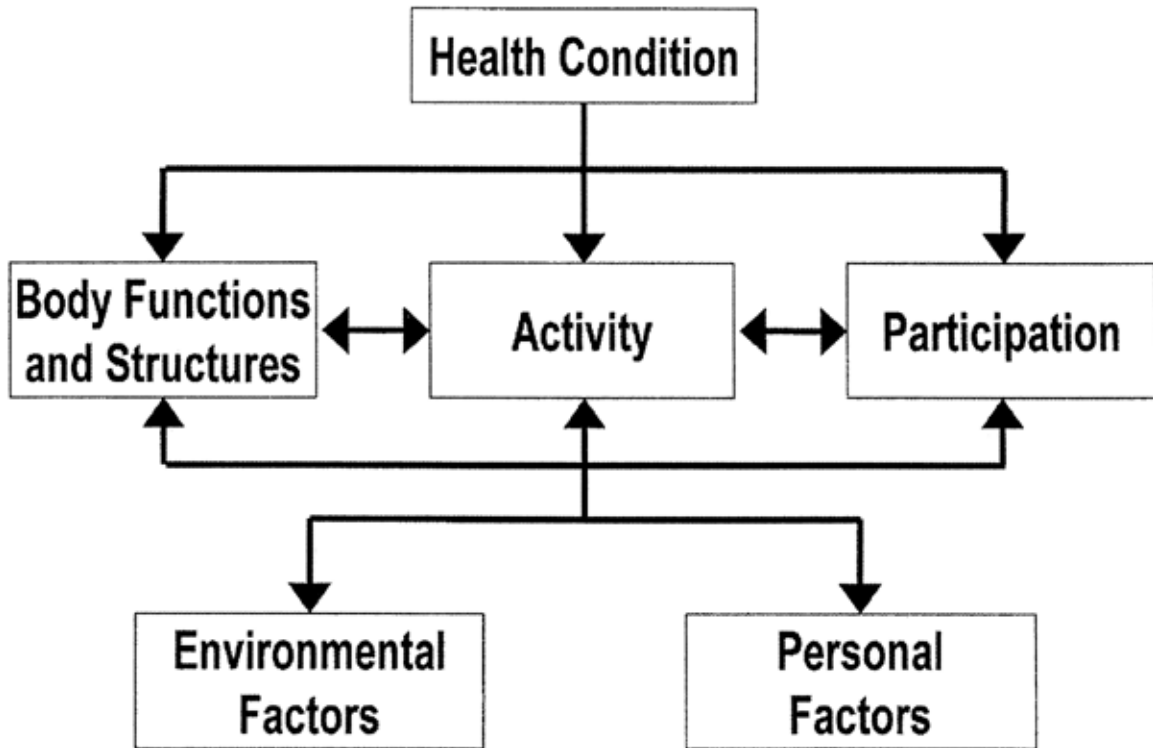 Health Condition
Body Functions
and Structures
Activity
Participation
Environmental
Factors
Personal
Factors